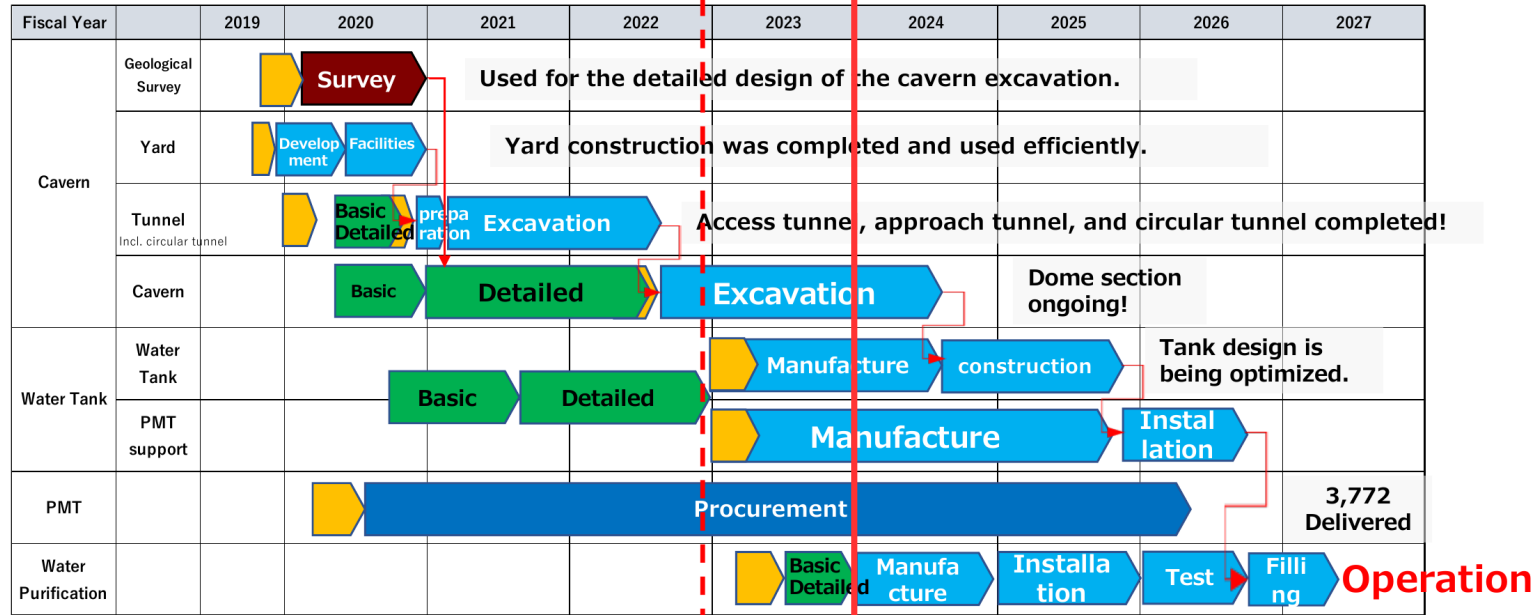 Fiscal Year 2019 2020 2021 2022 2023 2024 2025 2026 2027
Cavern
Geological
Survey
Survey
Used for the detailed design of the cavern excavation.
Yard
Develop
ment
Facilities
Yard construction was completed and used efficiently.
Tunnel
Incl. circular tunnel
Basic
Detailed
prepa
ration
Excavation
Access tunnel, approach tunnel, and circular tunnel completed!
Cavern
Basic
Detailed
Excavation
Dome section
ongoing!
Water Tank
Water
Tank
Basic
Detailed
Manufacture
construction
Tank design is
being optimized.
PMT
support
Manufacture
Instal
lation
PMT
Procurement
3,772
Delivered
Water
Purification
Basic
Detailed
Manufa
cture
Installa
tion
Test
Filli
ng
Operation